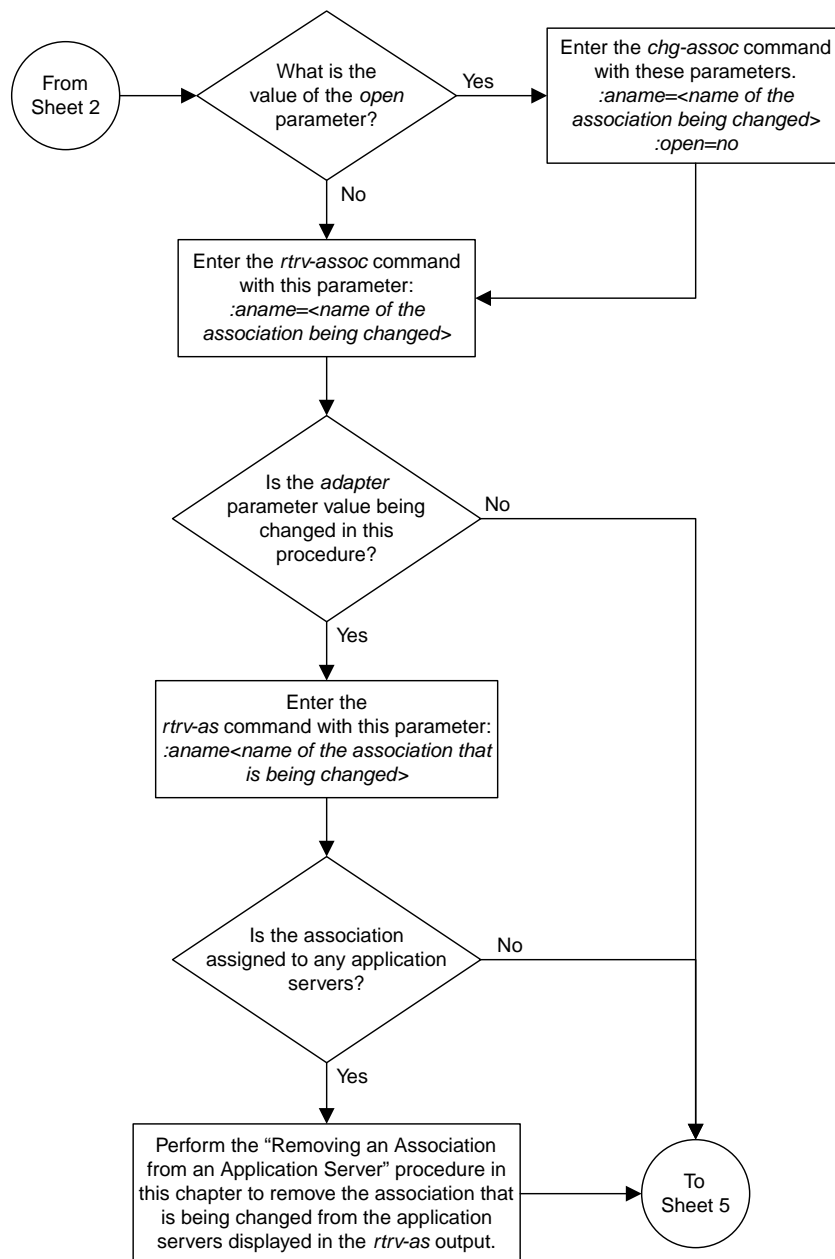 From
Sheet 2
What is the
value of the open
parameter?
Yes
Enter the chg-assoc command
with these parameters.
:aname=<name of the
association being changed>
:open=no
No
Enter the rtrv-assoc command
with this parameter:
:aname=<name of the
association being changed>
Is the adapter
parameter value being
changed in this
procedure?
No
Yes
Enter the
rtrv-as command with this parameter:
:aname<name of the association that
is being changed>
Is the association
assigned to any application
servers?
No
Yes
Perform the “Removing an Association
from an Application Server” procedure in
this chapter to remove the association that
is being changed from the application
servers displayed in the rtrv-as output.
To
Sheet 5